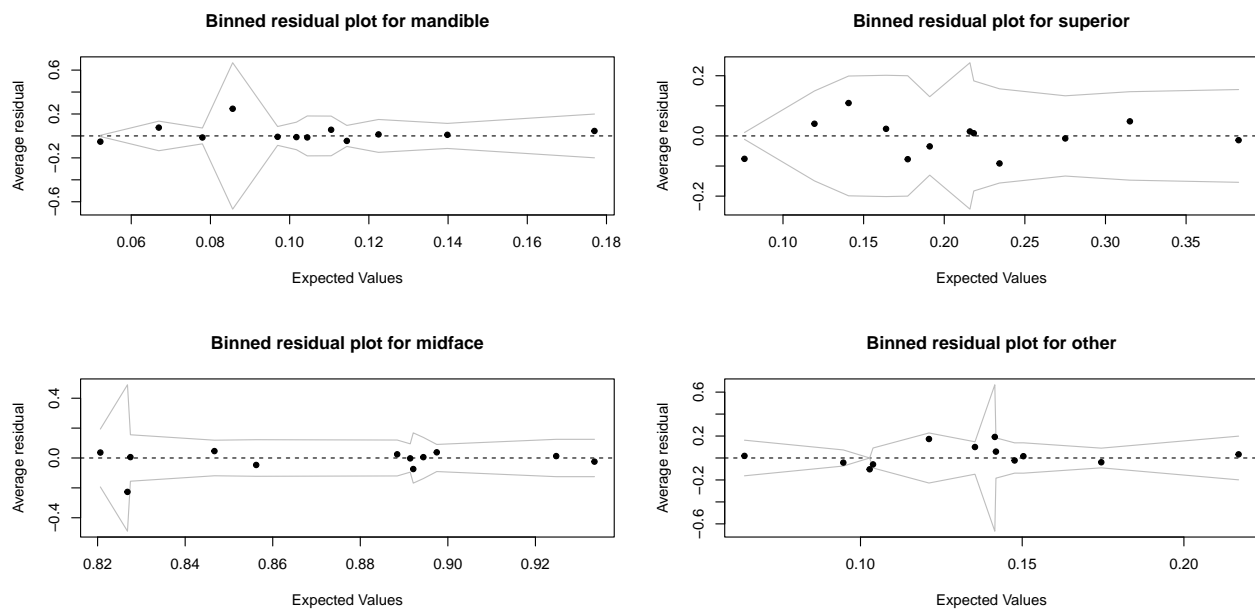 Binned residual plot for mandible
Average residual
0.6
0.2
−0.2
−0.6
0.06 0.08 0.10 0.12 0.14 0.16 0.18
Expected Values
Binned residual plot for superior
Average residual
0.2
0.0
−0.2
0.10 0.15 0.20 0.25 0.30 0.35
Expected Values
Binned residual plot for midface
Average residual
0.4
0.0
−0.4
0.82 0.84 0.86 0.88 0.90 0.92
Expected Values
Binned residual plot for other
Average residual
0.6
0.2
−0.2
−0.6
0.10 0.15 0.20
Expected Values